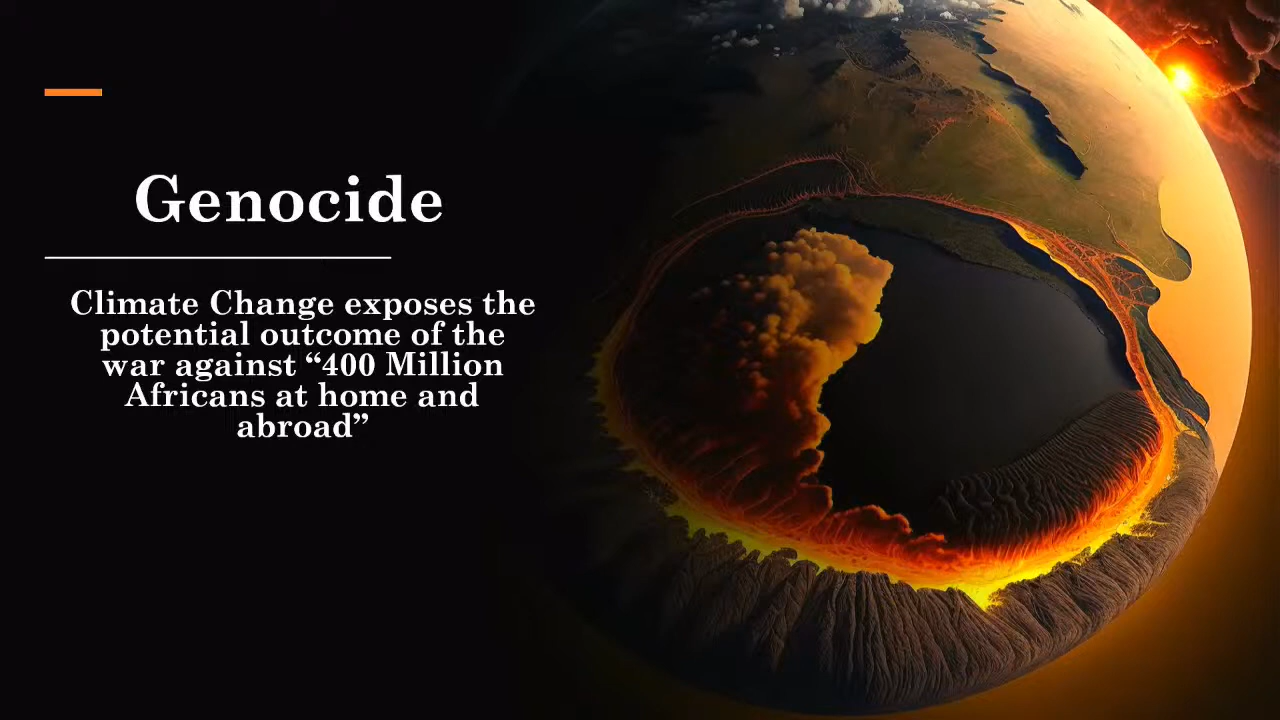 Genocide
Climate Change exposes the
potential outcome of the
war against “400 Million
Africans at home and
abroad”